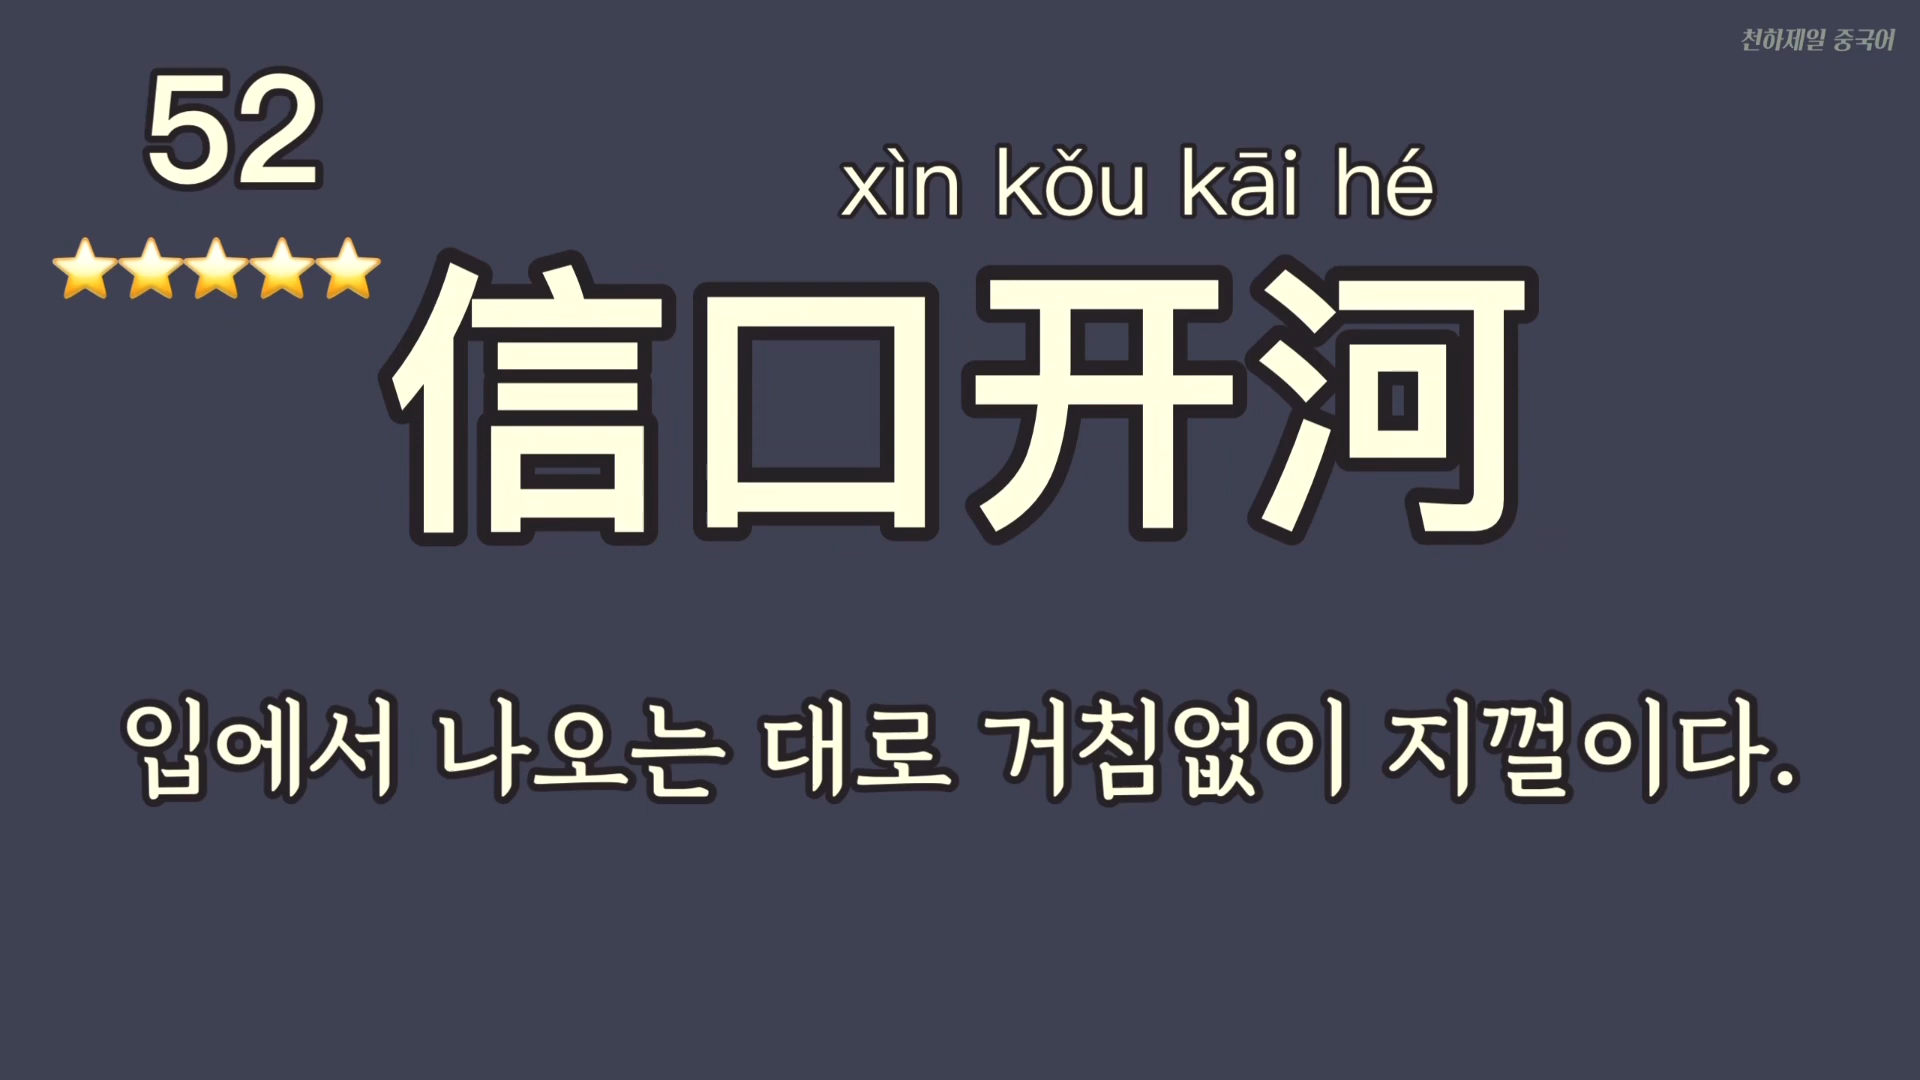 천하제일 중국어
52
xìn kǒu kāi hé
信口开河
입에서 나오는 대로 거침없이 지껄이다.